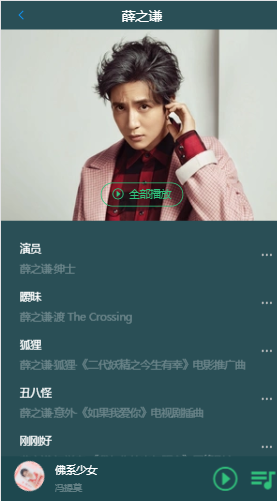 薛之谦
全部播放
演员
薛之谦·绅士
暧昧
薛之谦·渡 The Crossing
狐狸
薛之谦·狐狸·《二代妖精之今生有幸》电影推广曲
丑八怪
薛之谦·意外·《如果我爱你》电视剧插曲
刚刚好
佛系少女
冯提莫